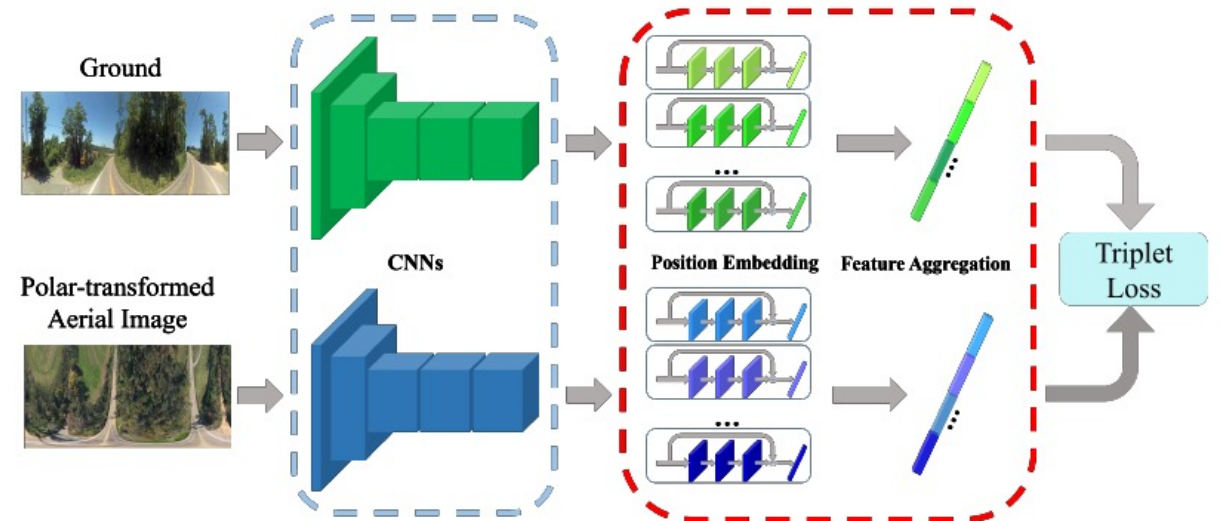 Ground
CNNs
Position Embedding
Feature Aggregation
Triplet
Loss
Polar-transformed
Aerial Image
...
...